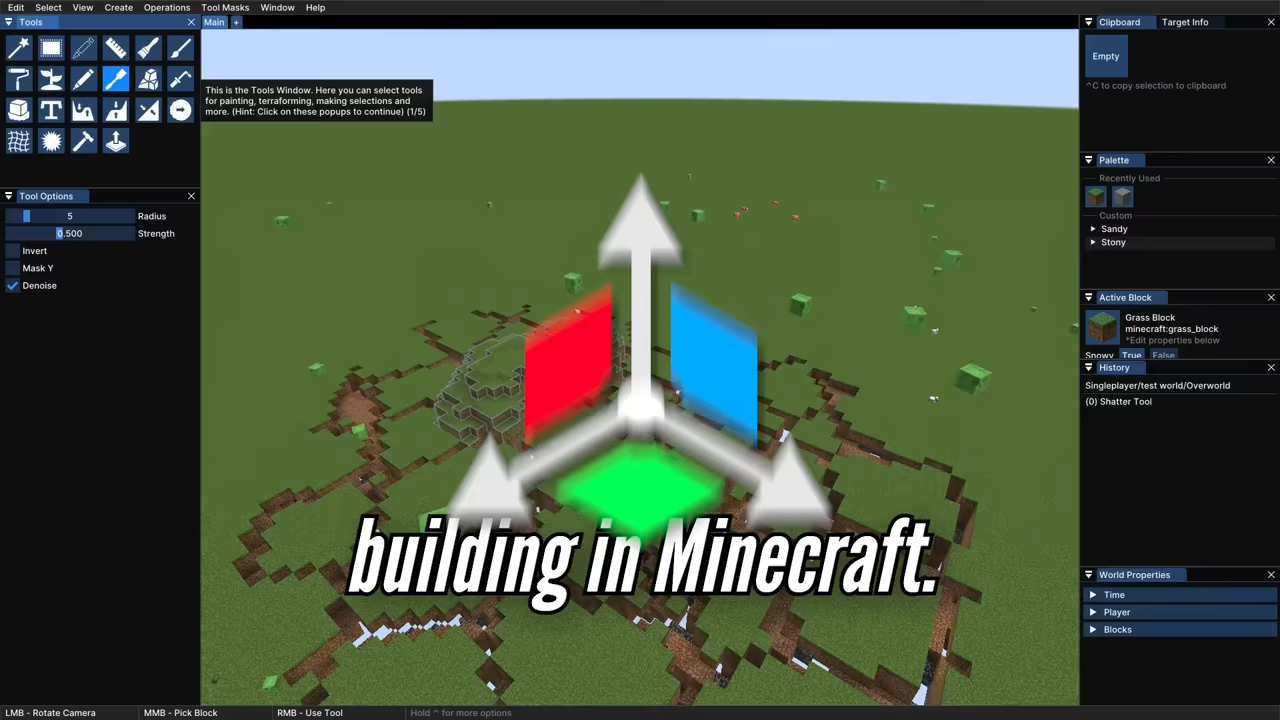 Edit Select View Create Operations Tool Masks Window Help
Tools
Main +
Clipboard Target Info
Empty
^C to copy selection to clipboard
This is the Tools Window. Here you can select tools
for painting, terraforming, making selections and
more. (Hint: Click on these popups to continue) (1/5)
Tool Options
5 Radius
0.500 Strength
Invert
Mask Y
Denoise
Palette
Recently Used
Custom
Sandy
Stony
Active Block
Grass Block
minecraft:grass_block
*Edit properties below
Snowy True False
History
Singleplayer/test world/Overworld
(0) Shatter Tool
building in Minecraft.
World Properties
Time
Player
Blocks
LMB - Rotate Camera MMB - Pick Block RMB - Use Tool Hold ^ for more options